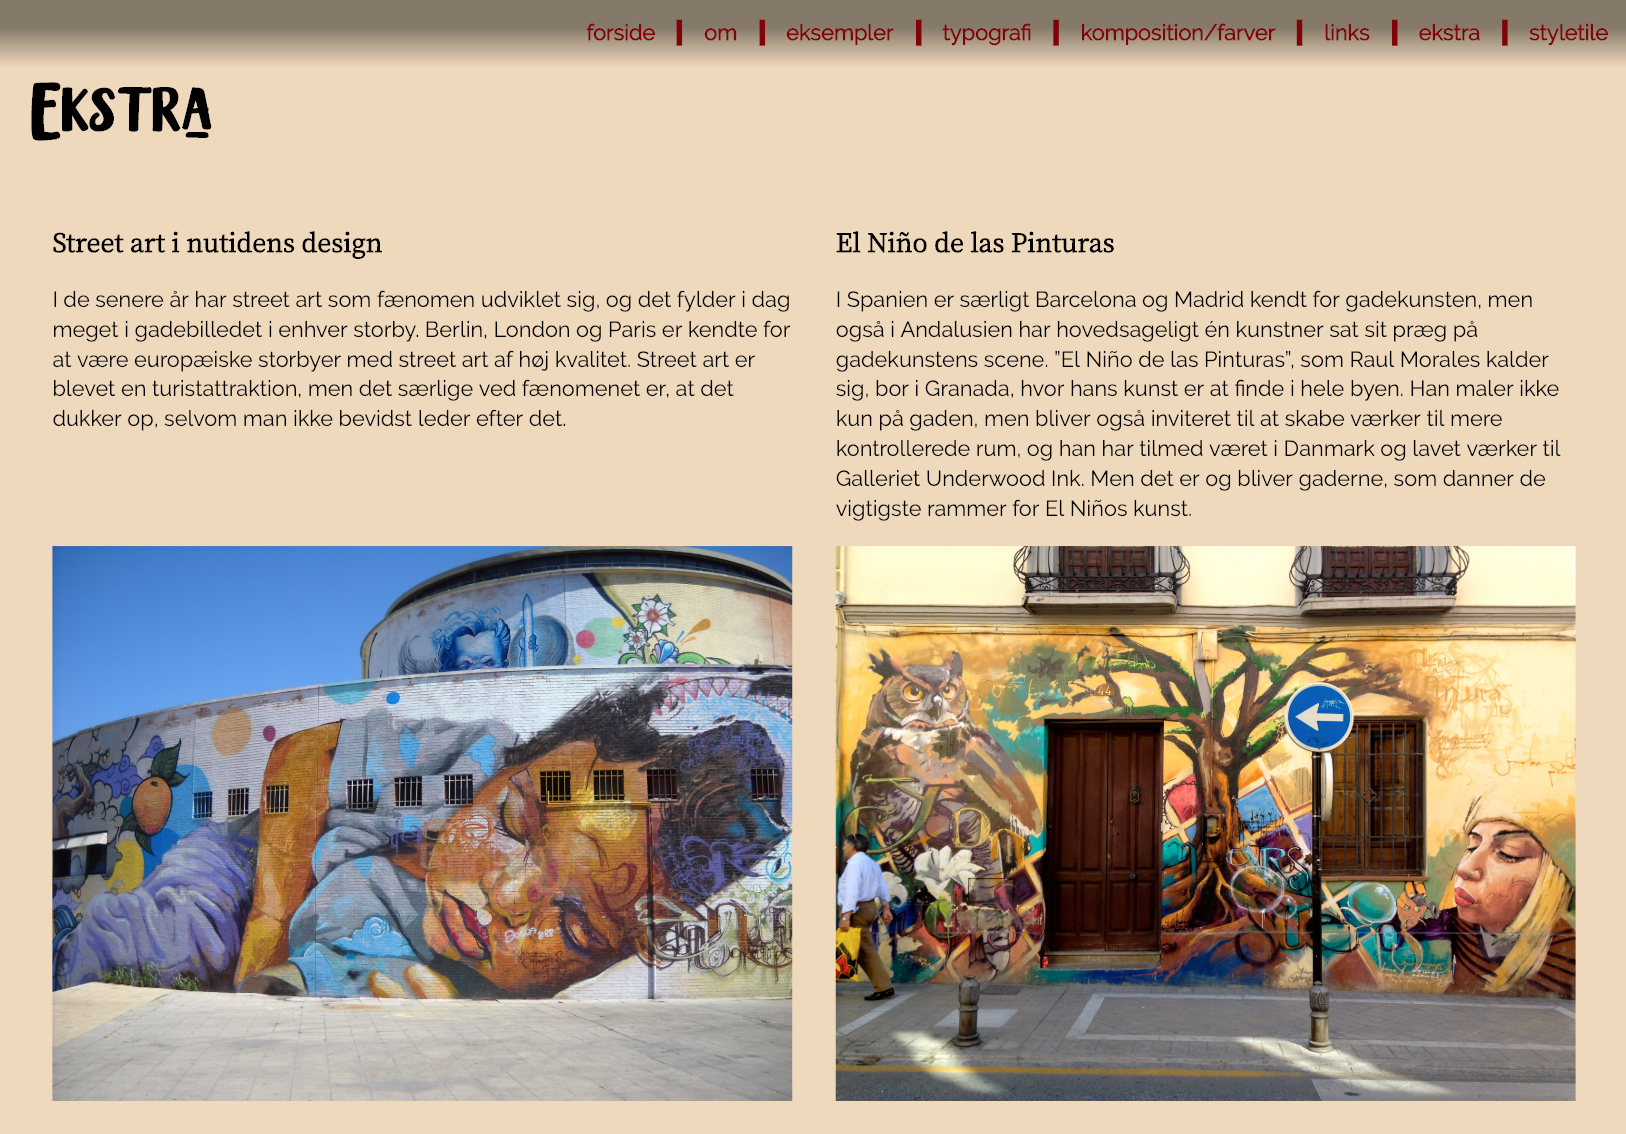 forside om eksempler typografi komposition/farver links ekstra styletile
Ekstra
Street art i nutidens design
I de senere år har street art som fænomen udviklet sig, og det fylder i dag
meget i gadebilledet i enhver storby. Berlin, London og Paris er kendte for
at være europæiske storbyer med street art af høj kvalitet. Street art er
blevet en turistattraktion, men det særlige ved fænomenet er, at det
dukker op, selvom man ikke bevidst leder efter det.
El Niño de las Pinturas
I Spanien er særligt Barcelona og Madrid kendt for gadekunsten, men
også i Andalusien har hovedsageligt én kunstner sat sit præg på
gadekunstens scene. ”El Niño de las Pinturas”, som Raul Morales kalder
sig, bor i Granada, hvor hans kunst er at finde i hele byen. Han maler ikke
kun på gaden, men bliver også inviteret til at skabe værker til mere
kontrollerede rum, og han har tilmed været i Danmark og lavet værker til
Galleriet Underwood Ink. Men det er og bliver gaderne, som danner de
vigtigste rammer for El Niños kunst.
44